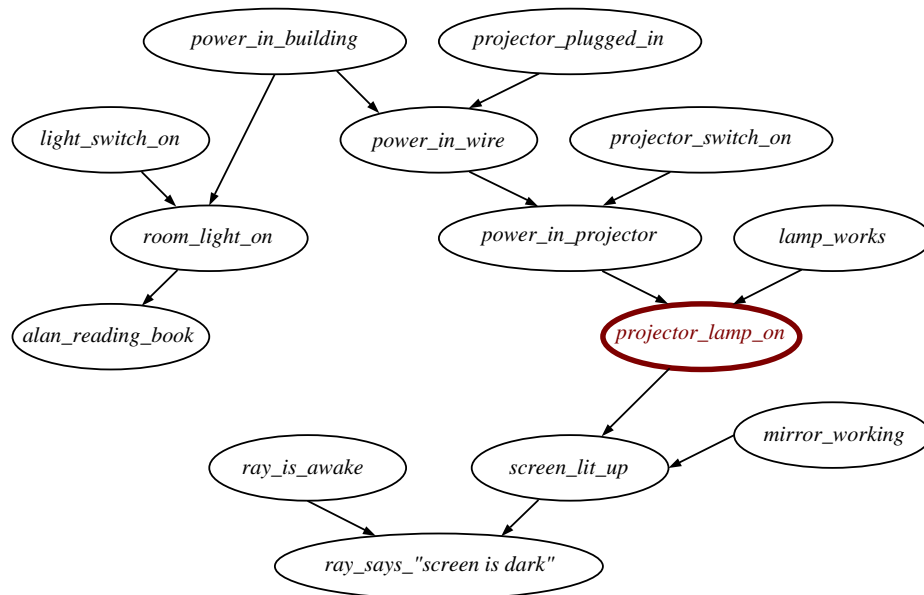 power_in_building
projector_plugged_in
light_switch_on
power_in_wire
projector_switch_on
room_light_on
power_in_projector
lamp_works
alan_reading_book
projector_lamp_on
mirror_working
ray_is_awake
screen_lit_up
ray_says_"screen is dark"